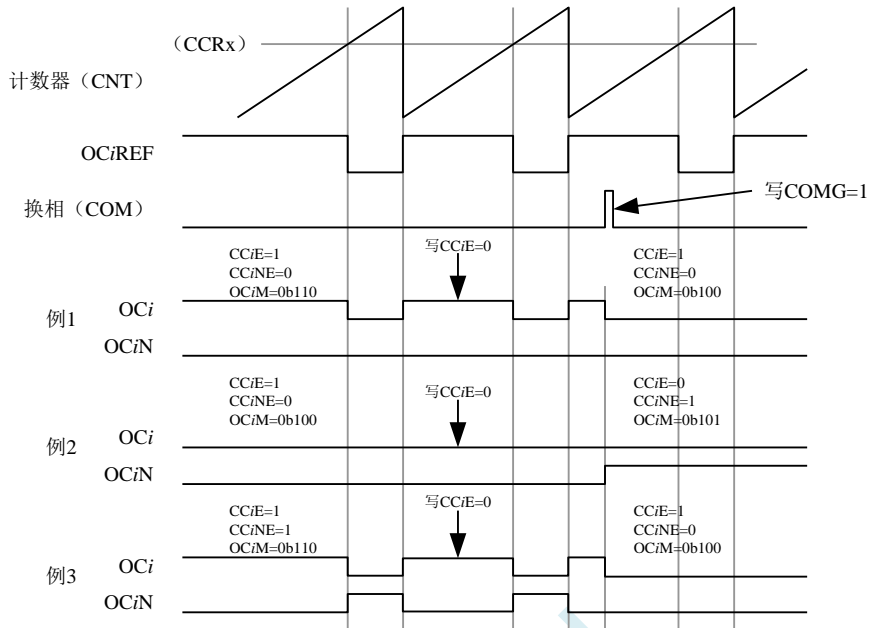 （CCRx）
计数器（CNT）
OCiREF
换相（COM）
写COMG=1
CCiE=1
CCiNE=0
OCiM=0b110
写CCiE=0
CCiE=1
CCiNE=0
OCiM=0b100
例1
OCi
OCiN
CCiE=1
CCiNE=0
OCiM=0b100
写CCiE=0
CCiE=0
CCiNE=1
OCiM=0b101
例2
OCi
OCiN
CCiE=1
CCiNE=1
OCiM=0b110
写CCiE=0
CCiE=1
CCiNE=0
OCiM=0b100
例3
OCi
OCiN